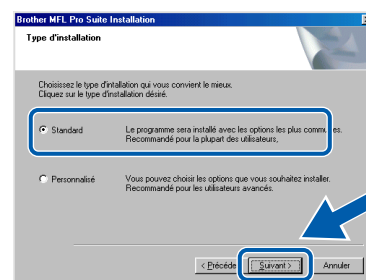 Brother MFL Pro Suite Installation
Type d'installation
Choisissez le type d'intallation qui vous convient le mieux.
Cliquez sur le type d'installation désiré.
Standard
Le programme sera installé avec les options les plus communes.
Recommandé pour la plupart des utilisateurs,
Personnalisé
Vous pouvez choisir les options que vous souhaitez installer.
Recommandé pour les utilisateurs avancés.
< Précéde Suivant > Annuler